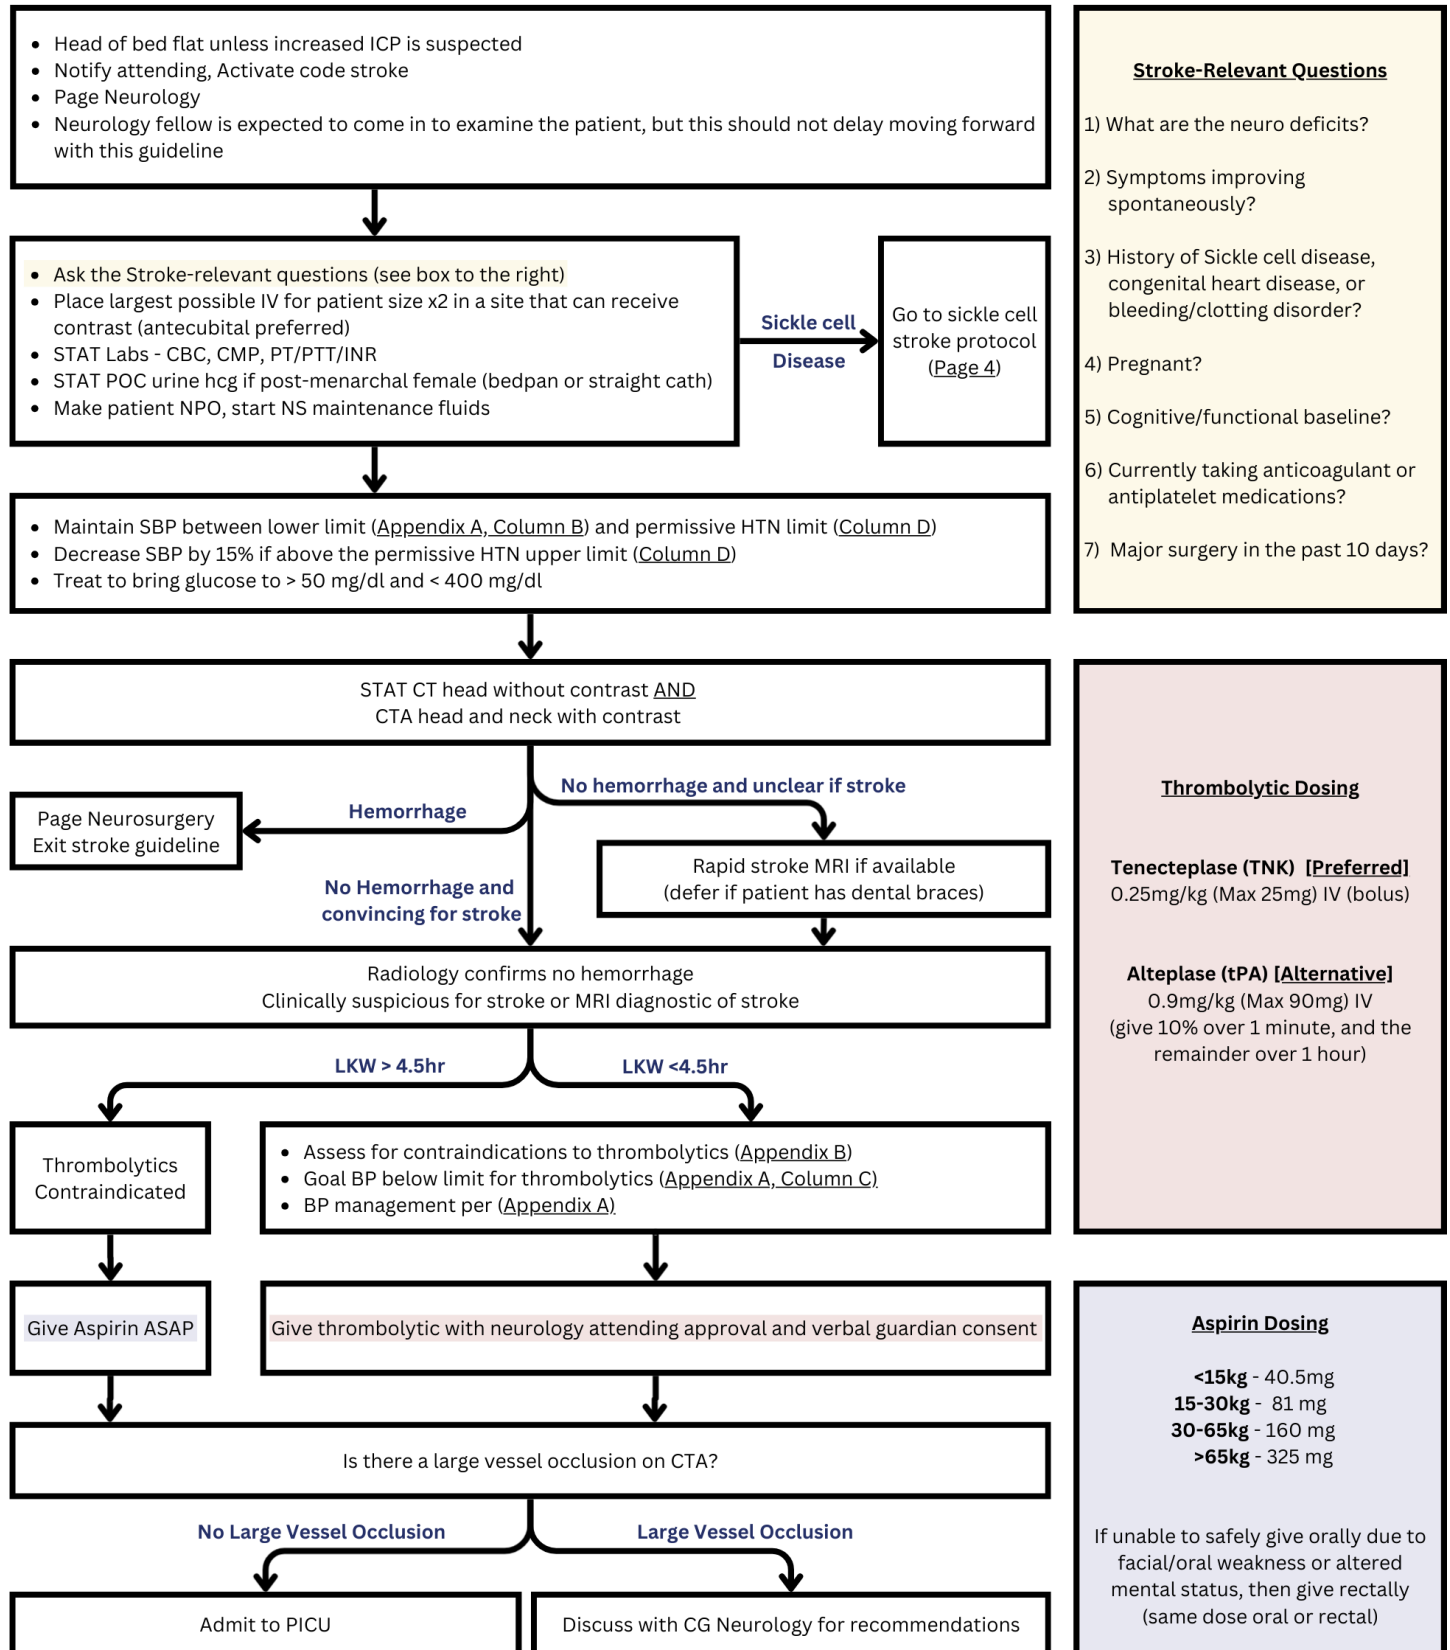 • Head of bed flat unless increased ICP is suspected
• Notify attending, Activate code stroke
• Page Neurology
• Neurology fellow is expected to come in to examine the patient, but this should not delay moving forward
with this guideline
Stroke-Relevant Questions
1) What are the neuro deficits?
2) Symptoms improving
spontaneously?
3) History of Sickle cell disease,
congenital heart disease, or
bleeding/clotting disorder?
4) Pregnant?
5) Cognitive/functional baseline?
6) Currently taking anticoagulant or
antiplatelet medications?
7) Major surgery in the past 10 days?
• Ask the Stroke-relevant questions (see box to the right)
• Place largest possible IV for patient size x2 in a site that can receive
contrast (antecubital preferred)
• STAT Labs - CBC, CMP, PT/PTT/INR
• STAT POC urine hcg if post-menarchal female (bedpan or straight cath)
• Make patient NPO, start NS maintenance fluids
Sickle cell
Disease
Go to sickle cell
stroke protocol
(Page 4)
• Maintain SBP between lower limit (Appendix A, Column B) and permissive HTN limit (Column D)
• Decrease SBP by 15% if above the permissive HTN upper limit (Column D)
• Treat to bring glucose to > 50 mg/dl and < 400 mg/dl
STAT CT head without contrast AND
CTA head and neck with contrast
Hemorrhage
No hemorrhage and unclear if stroke
Page Neurosurgery
Exit stroke guideline
Rapid stroke MRI if available
(defer if patient has dental braces)
No Hemorrhage and
convincing for stroke
Radiology confirms no hemorrhage
Clinically suspicious for stroke or MRI diagnostic of stroke
Thrombolytic Dosing
Tenecteplase (TNK) [Preferred]
0.25mg/kg (Max 25mg) IV (bolus)
Alteplase (tPA) [Alternative]
0.9mg/kg (Max 90mg) IV
(give 10% over 1 minute, and the
remainder over 1 hour)
LKW > 4.5hr
LKW <4.5hr
Thrombolytics
Contraindicated
• Assess for contraindications to thrombolytics (Appendix B)
• Goal BP below limit for thrombolytics (Appendix A, Column C)
• BP management per (Appendix A)
Give Aspirin ASAP
Give thrombolytic with neurology attending approval and verbal guardian consent
Is there a large vessel occlusion on CTA?
No Large Vessel Occlusion
Large Vessel Occlusion
Admit to PICU
Discuss with CG Neurology for recommendations
Aspirin Dosing
<15kg - 40.5mg
15-30kg - 81 mg
30-65kg - 160 mg
>65kg - 325 mg
If unable to safely give orally due to
facial/oral weakness or altered
mental status, then give rectally
(same dose oral or rectal)